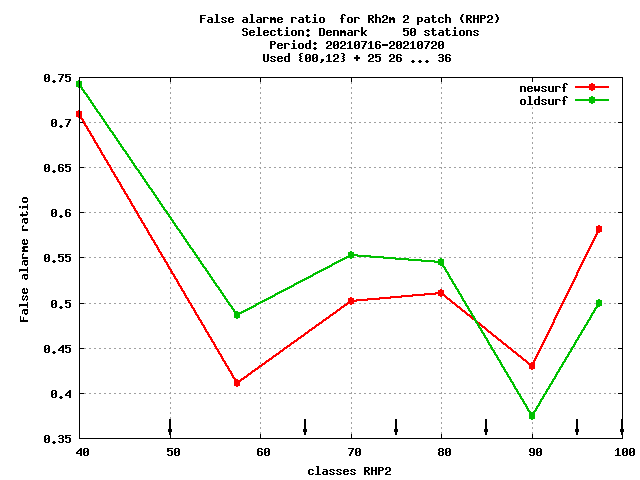 False alarme ratio  for Rh2m 2 patch (RHP2)
Selection: Denmark     50 stations
Period: 20210716-20210720
Used {00,12} + 25 26 ... 36
newsurf
oldsurf
0.75
0.7
0.65
0.6
0.55
0.5
0.45
0.4
0.35
False alarme ratio
40 50 60 70 80 90 100
classes RHP2